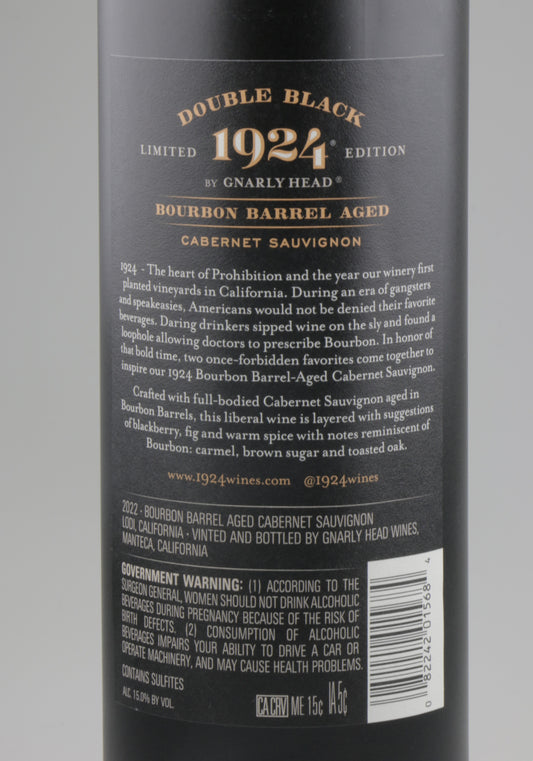 DOUBLE BLACK
LIMITED 1924® EDITION
BY GNARLY HEAD®
BOURBON BARREL AGED
CABERNET SAUVIGNON
1924 - The heart of Prohibition and the year our winery first
planted vineyards in California. During an era of gangsters
and speakeasies, Americans would not be denied their favorite
beverages. Daring drinkers sipped wine on the sly and found a
loophole allowing doctors to prescribe Bourbon. In honor of
that bold time, two once-forbidden favorites come together to
inspire our 1924 Bourbon Barrel-Aged Cabernet Sauvignon.
Crafted with full-bodied Cabernet Sauvignon aged in
Bourbon Barrels, this liberal wine is layered with suggestions
of blackberry, fig and warm spice with notes reminiscent of
Bourbon: carmel, brown sugar and toasted oak.
www.1924wines.com @1924wines
2022 · BOURBON BARREL AGED CABERNET SAUVIGNON
LODI, CALIFORNIA · VINTED AND BOTTLED BY GNARLY HEAD WINES,
MANTECA, CALIFORNIA
GOVERNMENT WARNING: (1) ACCORDING TO THE
SURGEON GENERAL, WOMEN SHOULD NOT DRINK ALCOHOLIC
BEVERAGES DURING PREGNANCY BECAUSE OF THE RISK OF
BIRTH DEFECTS. (2) CONSUMPTION OF ALCOHOLIC
BEVERAGES IMPAIRS YOUR ABILITY TO DRIVE A CAR OR
OPERATE MACHINERY, AND MAY CAUSE HEALTH PROBLEMS.
CONTAINS SULFITES
ALC. 15.0% BY VOL.
CA CRV ME 15¢ IA 5¢
0 82242 01568 4